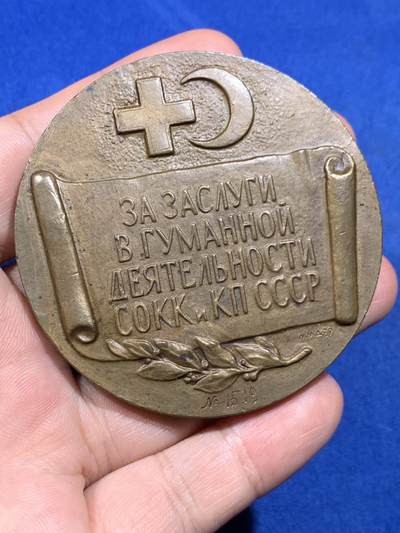 ЗА ЗАСЛУГИ
В ГУМАННОЙ
ДЕЯТЕЛЬНОСТИ
СОКК и КП СССР